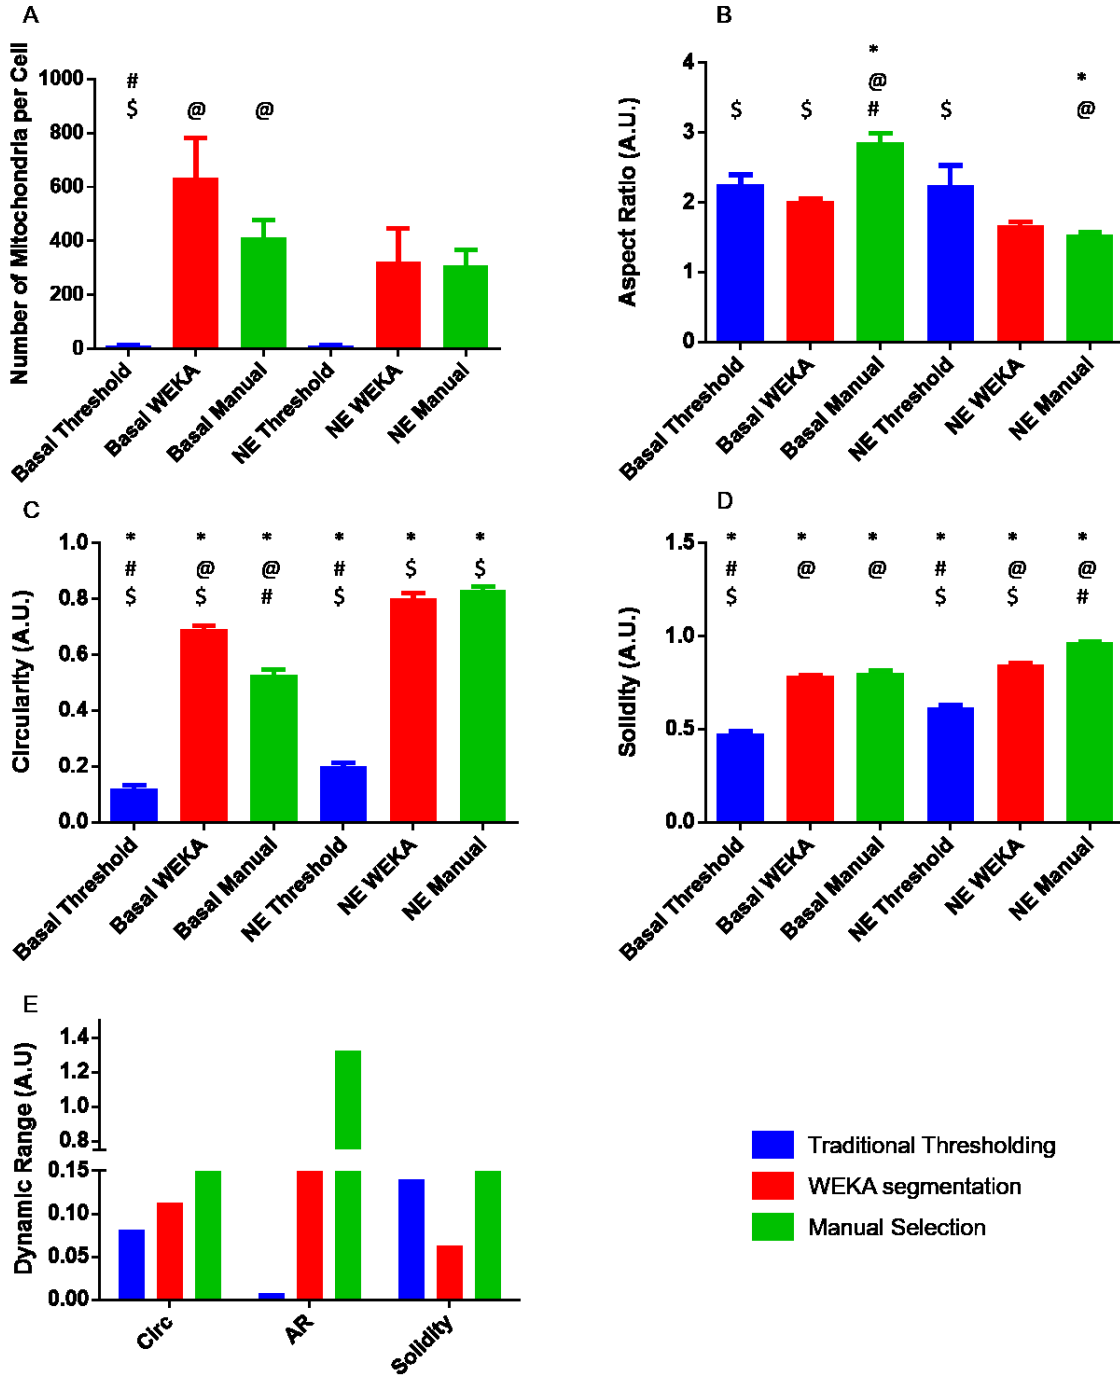 A
Number of Mitochondria per Cell
1000
800
600
400
200
0
# @ @
$
Basal Threshold
Basal WEKA
Basal Manual
NE Threshold
NE WEKA
NE Manual
B
Aspect Ratio (A.U.)
4
3
2
1
0
* *
$ $ @ $ @
#
Basal Threshold
Basal WEKA
Basal Manual
NE Threshold
NE WEKA
NE Manual
C
Circularity (A.U.)
1.0
0.8
0.6
0.4
0.2
0.0
* * * * * *
# @ @ # $ $
$ $ # $
Basal Threshold
Basal WEKA
Basal Manual
NE Threshold
NE WEKA
NE Manual
D
Solidity (A.U.)
1.5
1.0
0.5
0.0
* * * * * *
# @ @ # @ @
$ $ $ #
Basal Threshold
Basal WEKA
Basal Manual
NE Threshold
NE WEKA
NE Manual
E
Dynamic Range (A.U)
1.4
1.2
1.0
0.8
0.15
0.10
0.05
0.00
Circ
AR
Solidity
Traditional Thresholding
WEKA segmentation
Manual Selection